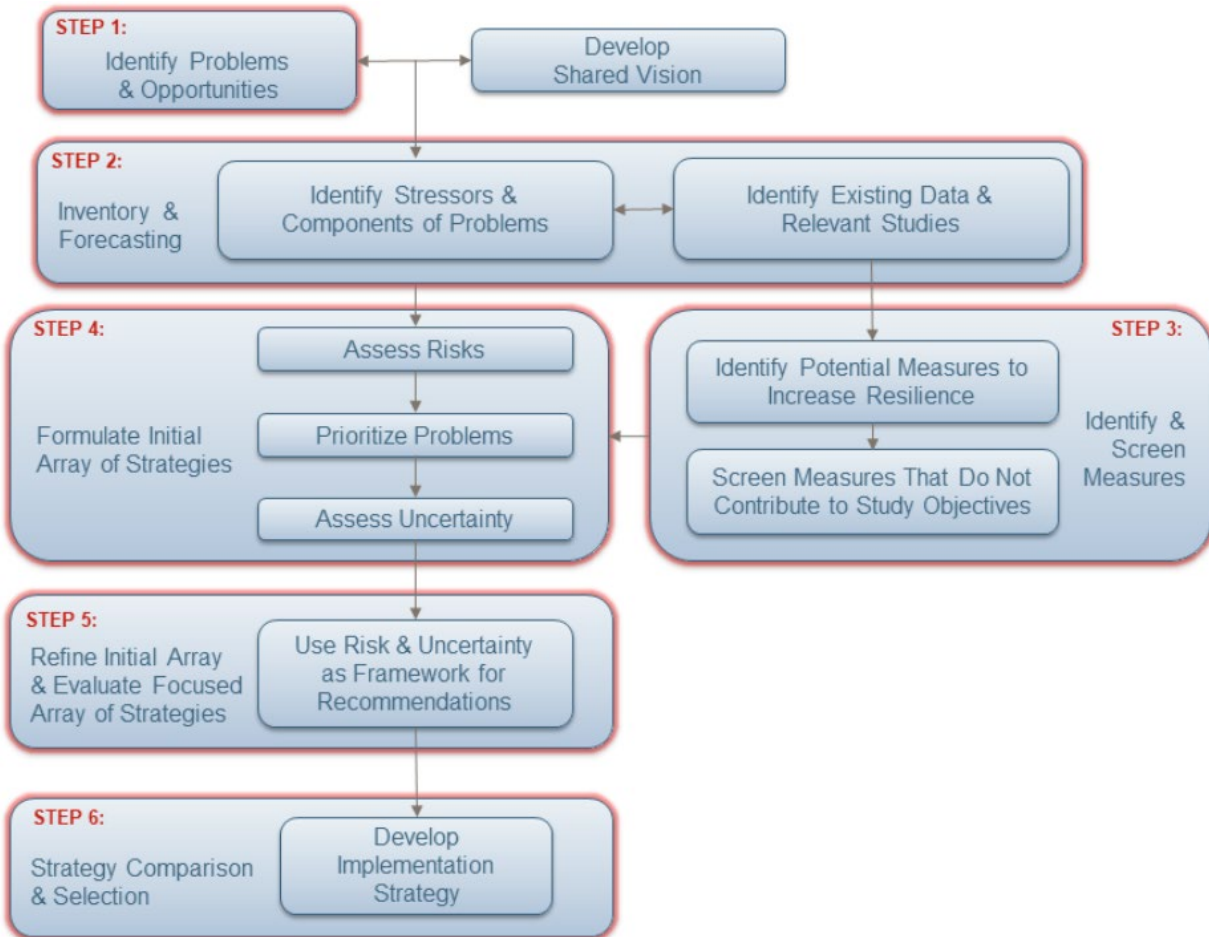 STEP 1:
Identify Problems
& Opportunities
Develop
Shared Vision
STEP 2:
Inventory &
Forecasting
Identify Stressors &
Components of Problems
Identify Existing Data &
Relevant Studies
STEP 4:
Formulate Initial
Array of Strategies
Assess Risks
Prioritize Problems
Assess Uncertainty
STEP 3:
Identify Potential Measures to
Increase Resilience
Screen Measures That Do Not
Contribute to Study Objectives
Identify &
Screen
Measures
STEP 5:
Refine Initial Array
& Evaluate Focused
Array of Strategies
Use Risk & Uncertainty
as Framework for
Recommendations
STEP 6:
Strategy Comparison
& Selection
Develop
Implementation
Strategy